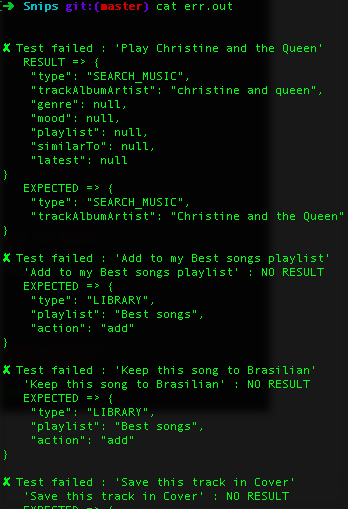 ➜ Snips git:(master) cat err.out
✘ Test failed : 'Play Christine and the Queen'
RESULT => {
"type": "SEARCH_MUSIC",
"trackAlbumArtist": "christine and queen",
"genre": null,
"mood": null,
"playlist": null,
"similarTo": null,
"latest": null
}
EXPECTED => {
"type": "SEARCH_MUSIC",
"trackAlbumArtist": "Christine and the Queen"
}
✘ Test failed : 'Add to my Best songs playlist'
'Add to my Best songs playlist' : NO RESULT
EXPECTED => {
"type": "LIBRARY",
"playlist": "Best songs",
"action": "add"
}
✘ Test failed : 'Keep this song to Brasilian'
'Keep this song to Brasilian' : NO RESULT
EXPECTED => {
"type": "LIBRARY",
"playlist": "Best songs",
"action": "add"
}
✘ Test failed : 'Save this track in Cover'
'Save this track in Cover' : NO RESULT
EXPECTED => {